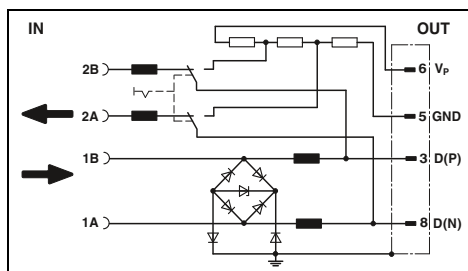 IN OUT
2B 6 VP
2A 5 GND
1B 3 D(P)
1A 8 D(N)